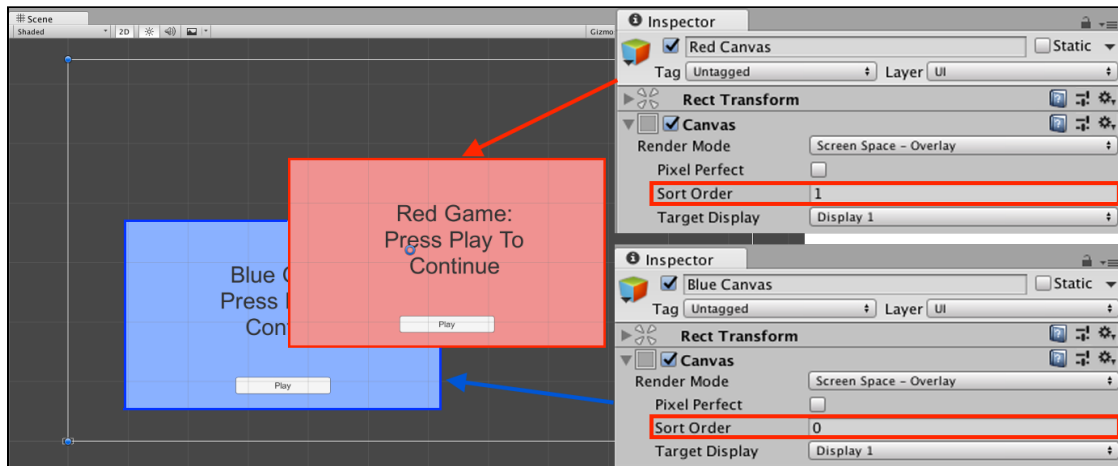 Scene
Shaded
2D
Gizmo
Red Game:
Press Play To
Continue
Play
Blue
Press
Cont
Play
Inspector
Red Canvas
Static
Tag Untagged Layer UI
Rect Transform
Canvas
Render Mode Screen Space - Overlay
Pixel Perfect
Sort Order 1
Target Display Display 1
Inspector
Blue Canvas
Static
Tag Untagged Layer UI
Rect Transform
Canvas
Render Mode Screen Space - Overlay
Pixel Perfect
Sort Order 0
Target Display Display 1